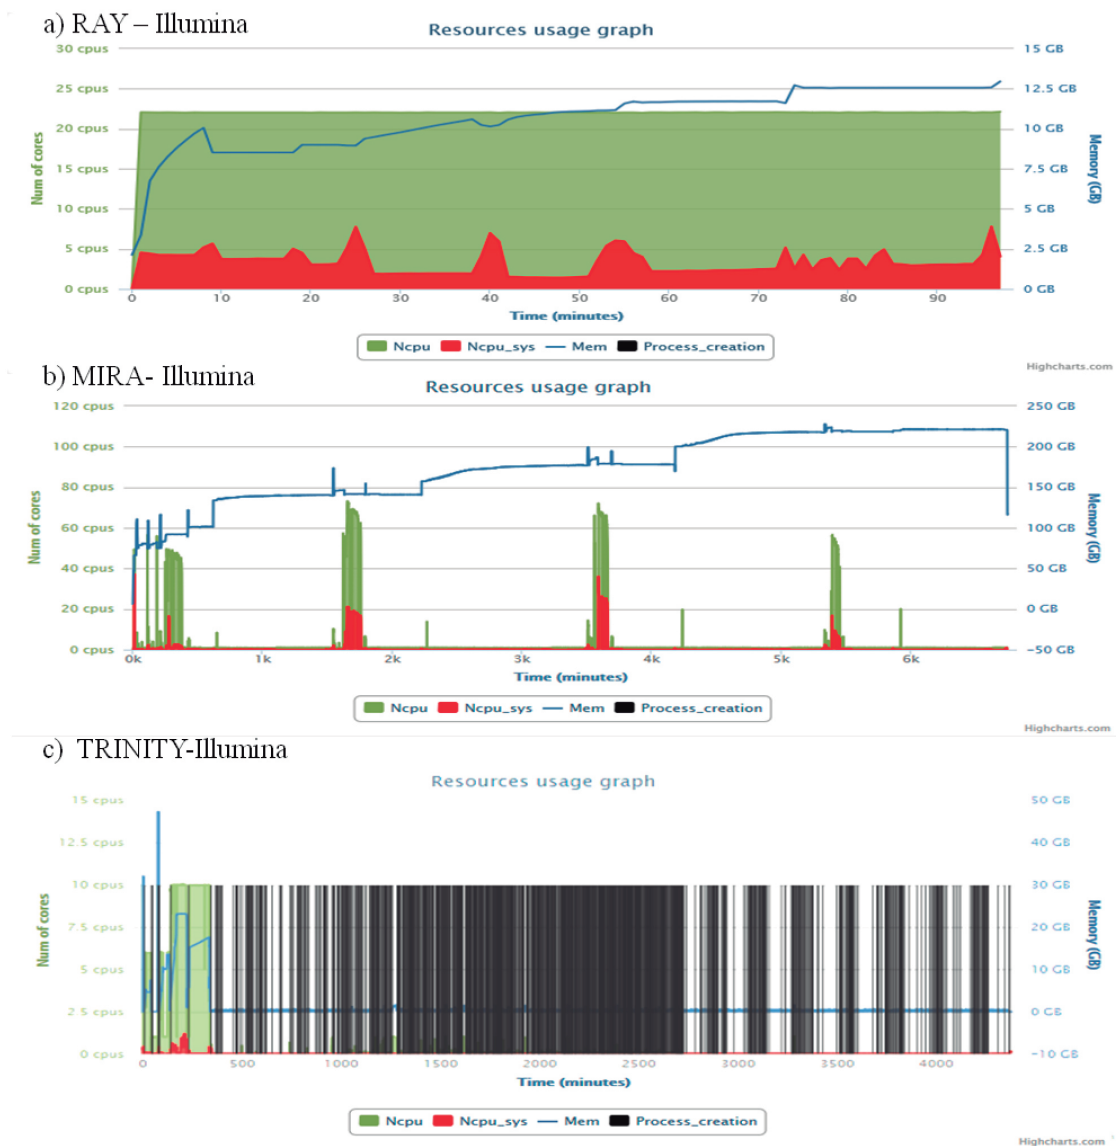 a) RAY – Illumina
Resources usage graph
30 cpus
25 cpus
20 cpus
15 cpus
10 cpus
5 cpus
0 cpus
Num of cores
15 GB
12.5 GB
10 GB
7.5 GB
5 GB
2.5 GB
0 GB
Memory (GB)
0 10 20 30 40 50 60 70 80 90
Time (minutes)
Ncpu Ncpu_sys Mem Process_creation
Highcharts.com
b) MIRA- Illumina
Resources usage graph
120 cpus
100 cpus
80 cpus
60 cpus
40 cpus
20 cpus
0 cpus
Num of cores
250 GB
200 GB
150 GB
100 GB
50 GB
0 GB
−50 GB
Memory (GB)
0k 1k 2k 3k 4k 5k 6k
Time (minutes)
Ncpu Ncpu_sys Mem Process_creation
Highcharts.com
c) TRINITY-Illumina
Resources usage graph
15 cpus
12.5 cpus
10 cpus
7.5 cpus
5 cpus
2.5 cpus
0 cpus
Num of cores
50 GB
40 GB
30 GB
20 GB
10 GB
0 GB
−10 GB
Memory (GB)
0 500 1000 1500 2000 2500 3000 3500 4000
Time (minutes)
Ncpu Ncpu_sys Mem Process_creation
Highcharts.com